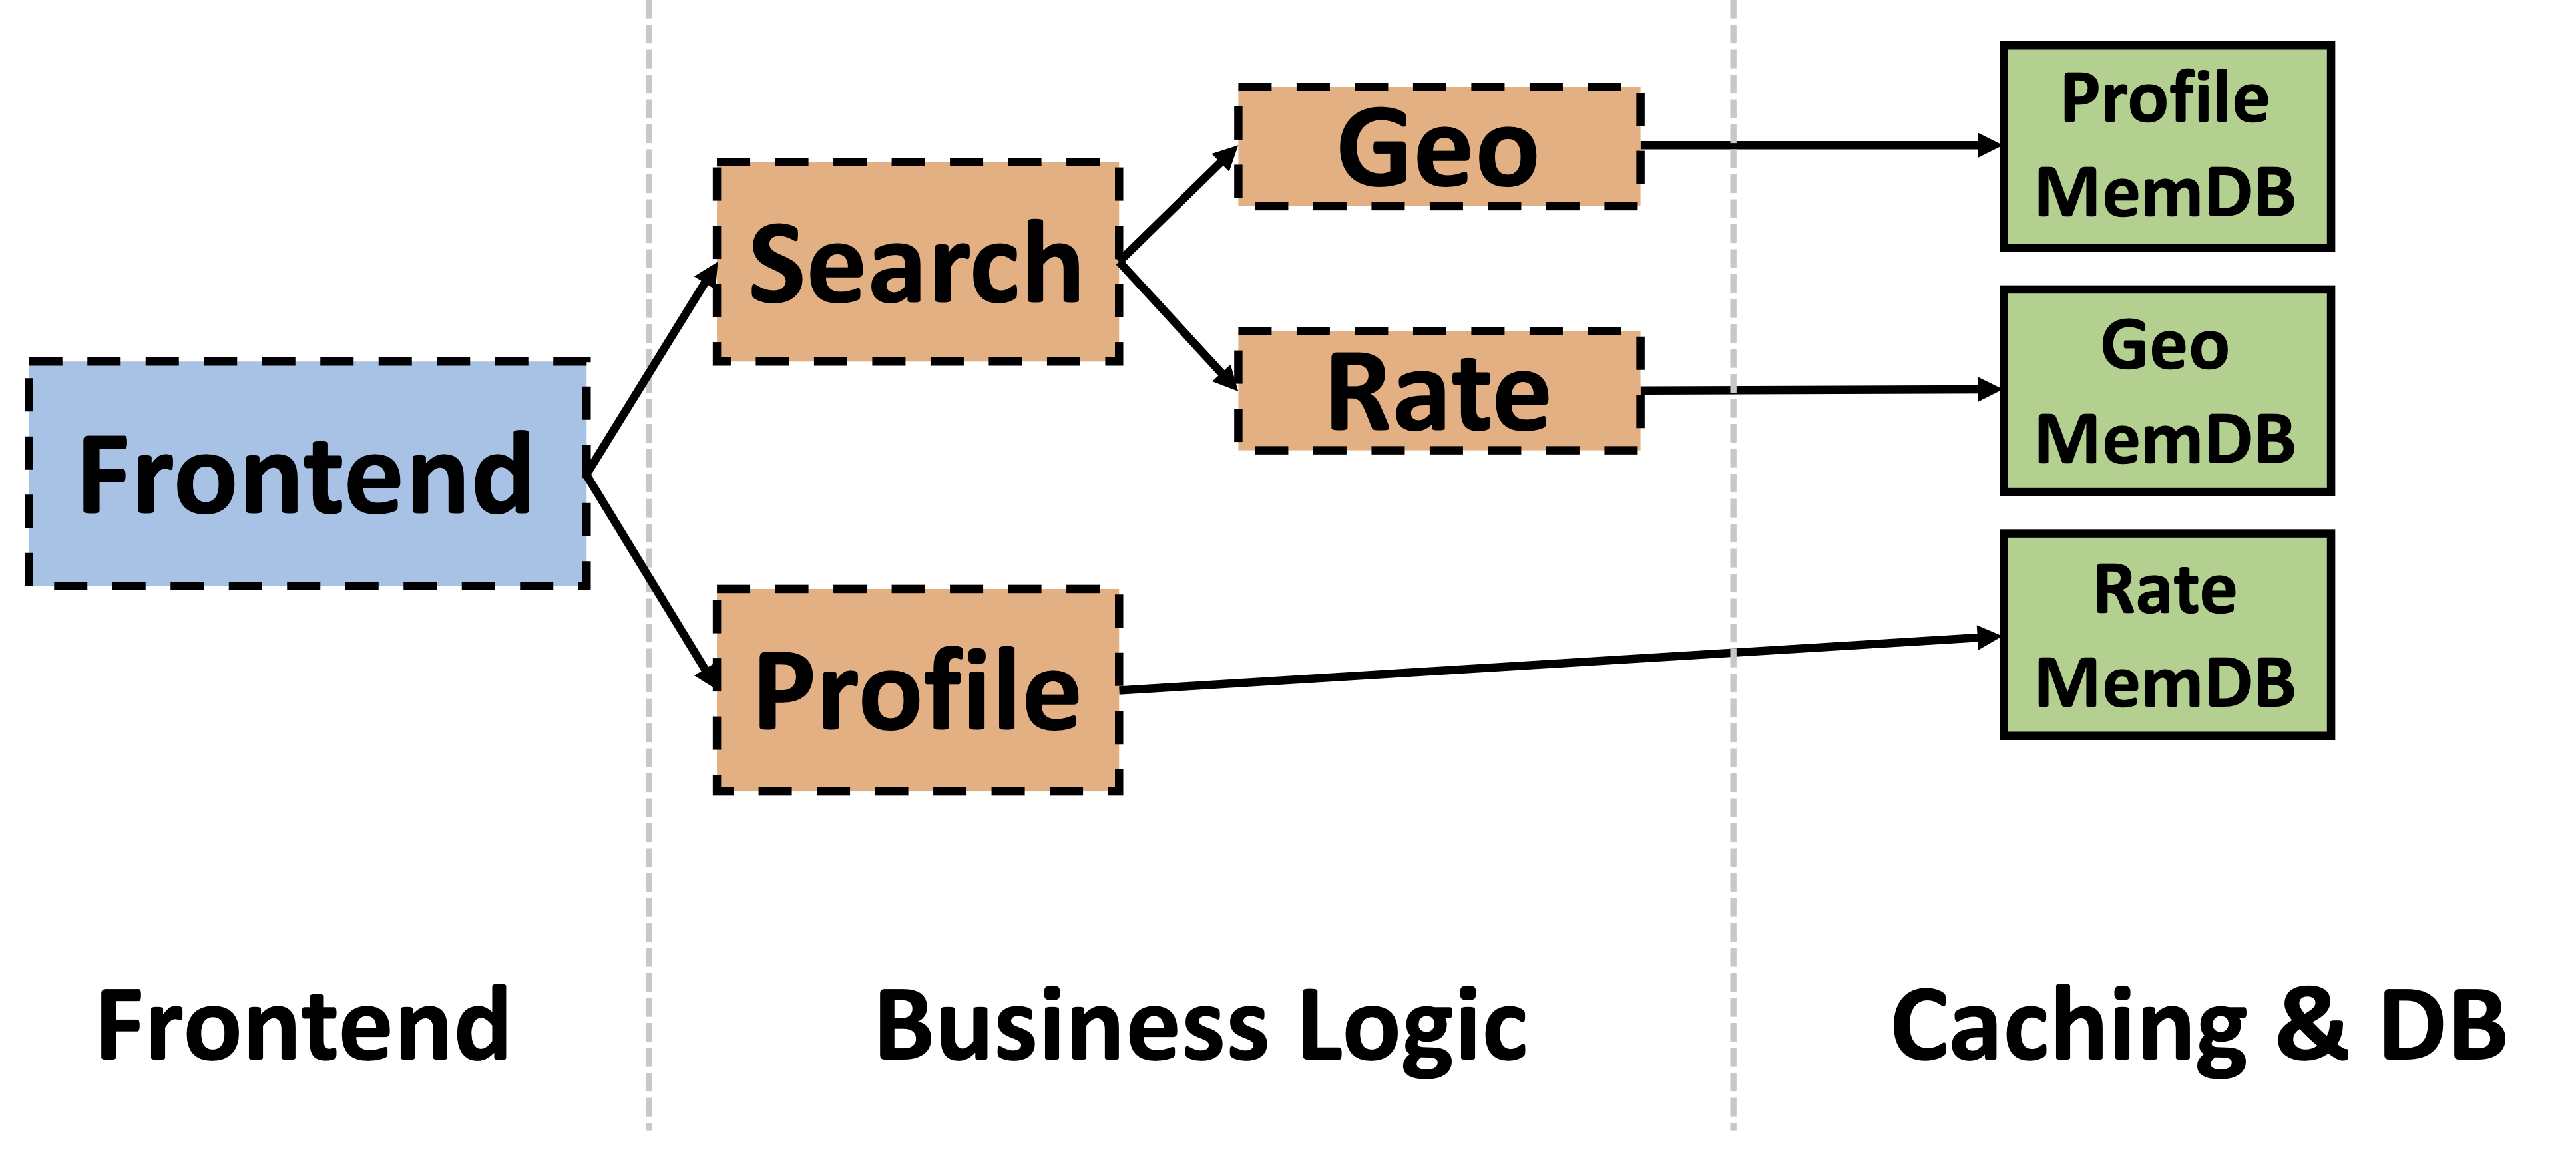 Frontend
Search
Profile
Geo
Rate
Profile
MemDB
Geo
MemDB
Rate
MemDB
Frontend
Business Logic
Caching & DB